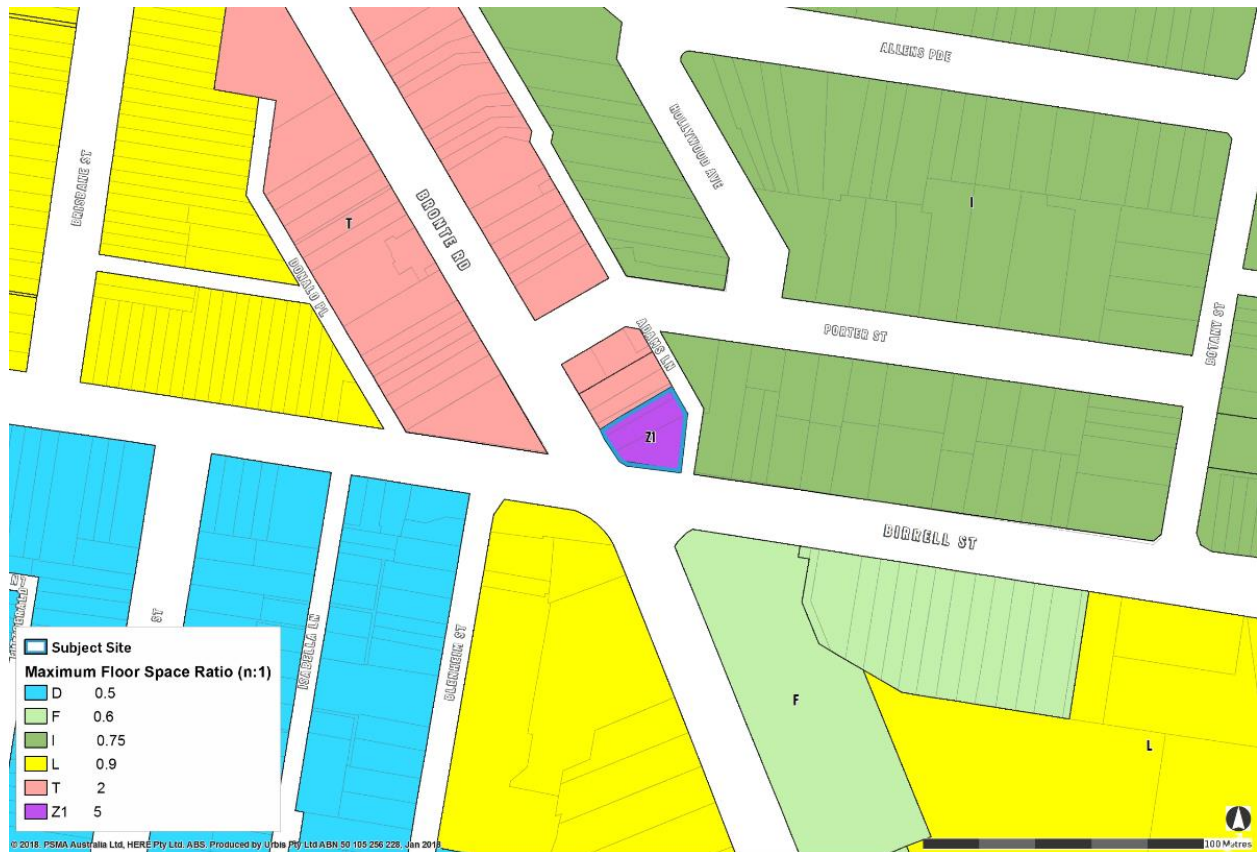 ALLENS PDE
HOLLYWOOD AVE
BRISBANE ST
BRONTE RD
I
T
DONALD PL
BOTANY ST
ADAMS LN
PORTER ST
Z1
BIRRELL ST
ST
ISABELLA LN
BLENHEIM ST
F
L
Subject Site
Maximum Floor Space Ratio (n:1)
D 0.5
F 0.6
I 0.75
L 0.9
T 2
Z1 5
© 2018. PSMA Australia Ltd, HERE Pty Ltd. ABS. Produced by Urbis Pty Ltd ABN 50 105 256 228, Jan 2018
100 Metres